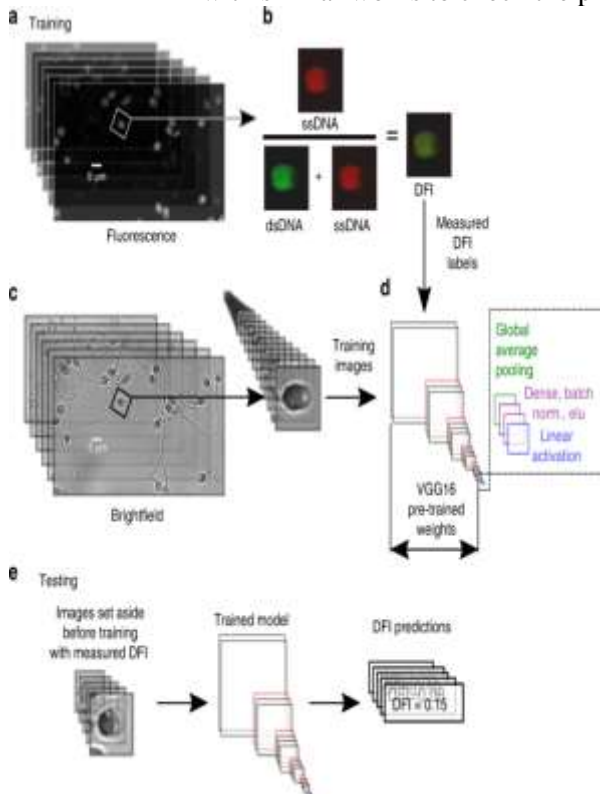 a Training
b
ssDNA
=
dsDNA
+
ssDNA
DFI
Fluorescence
Measured
DFI
labels
c
d
Training
images
Global
average
pooling
Dense, batch
norm., elu
Linear
activation
Brightfield
VGG16
pre-trained
weights
e Testing
Images set aside
before training
with measured DFI
Trained model
DFI predictions
DFI = 0.15